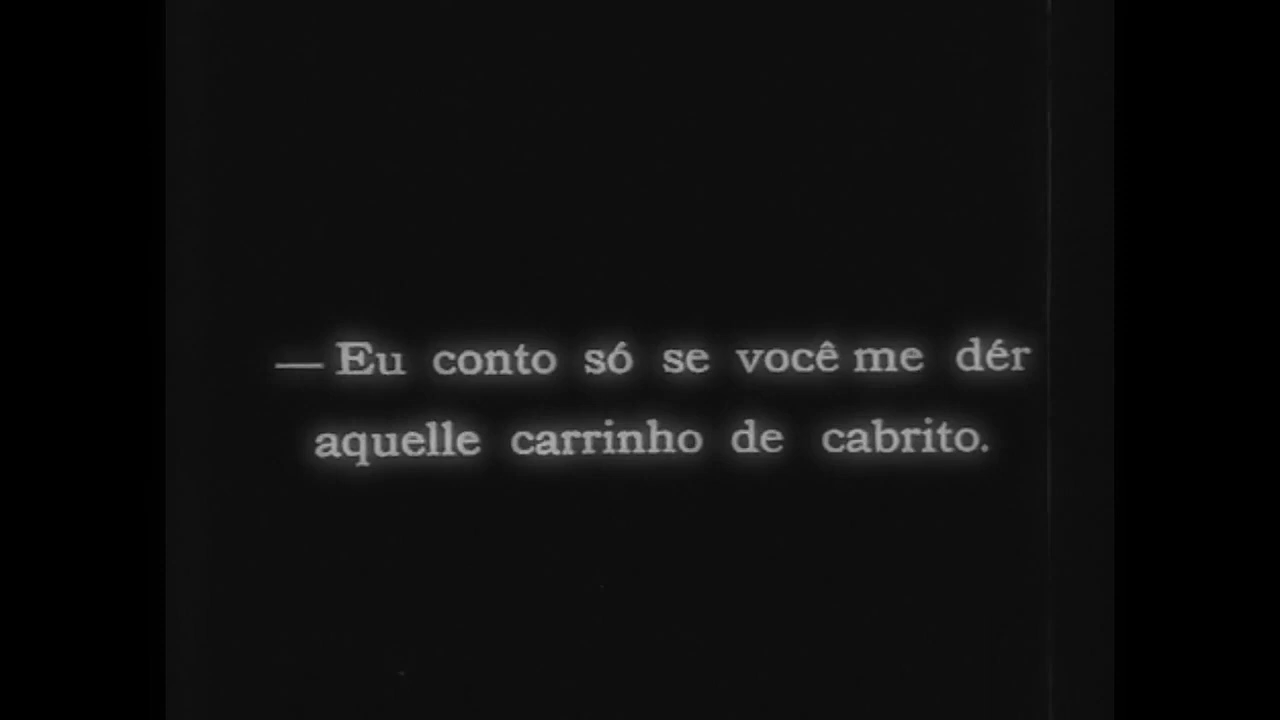 — Eu conto só se você me dér
aquelle carrinho de cabrito.